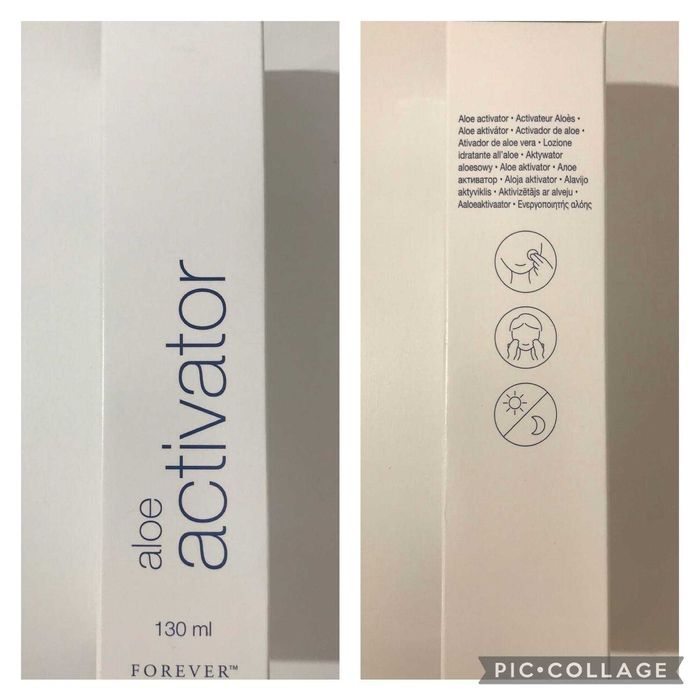 aloe
activator
130 ml
FOREVER™
Aloe activator • Activateur Aloès •
Aloe aktivátor • Activador de aloe •
Ativador de aloe vera • Lozione
idratante all'aloe • Aktywator
aloesowy • Aloe aktivator • Алое
активатор • Aloja aktivator • Alavijo
aktyviklis • Aktivizētājs ar alveju •
Aaloeaktivaator • Ενεργοποιητής αλόης
PIC•COLLAGE